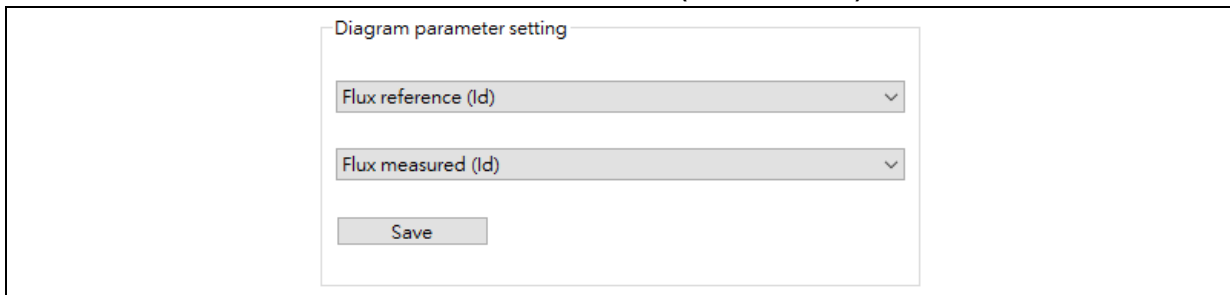 Diagram parameter setting
Flux reference (Id)
Flux measured (Id)
Save